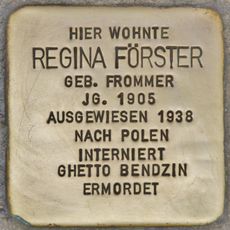 HIER WOHNTE
REGINA FÖRSTER
GEB. FROMMER
JG. 1905
AUSGEWIESEN 1938
NACH POLEN
INTERNIERT
GHETTO BENDZIN
ERMORDET